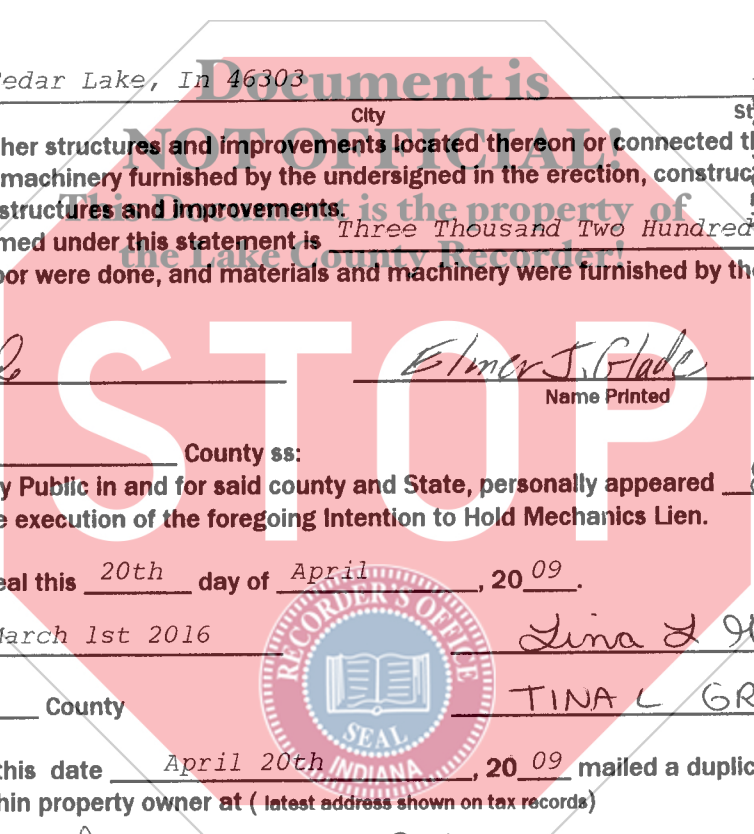 Cedar Lake, In 46303
Document is
City
NOT OFFICIAL!
her structures and improvements located thereon or connected th
machinery furnished by the undersigned in the erection, construc
structures and improvements.
This Document is the property of
med under this statement is Three Thousand Two Hundred
the Lake County Recorder!
bor were done, and materials and machinery were furnished by the
STOP
Elmer J. Glade
Name Printed
County ss:
y Public in and for said county and State, personally appeared
e execution of the foregoing Intention to Hold Mechanics Lien.
eal this 20th day of April, 20 09.
RECORDER'S OFFICE
March 1st 2016
Tina L
SEAL
INDIANA
County
TINA L GR
this date April 20th, 20 09 mailed a duplic
hin property owner at ( latest address shown on tax records)